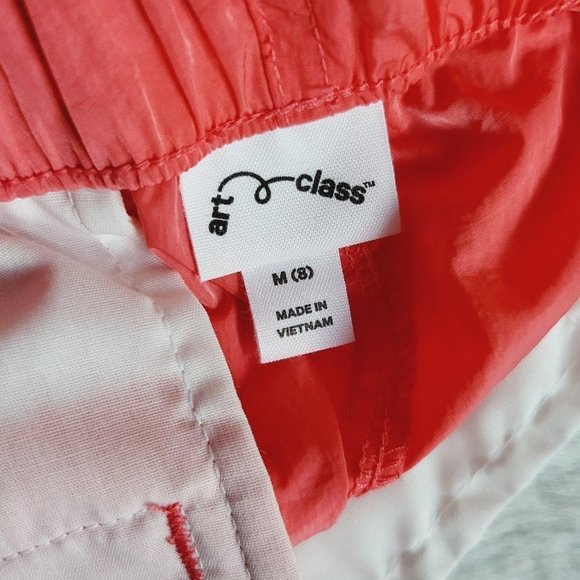 art class™
M (8)
MADE IN
VIETNAM